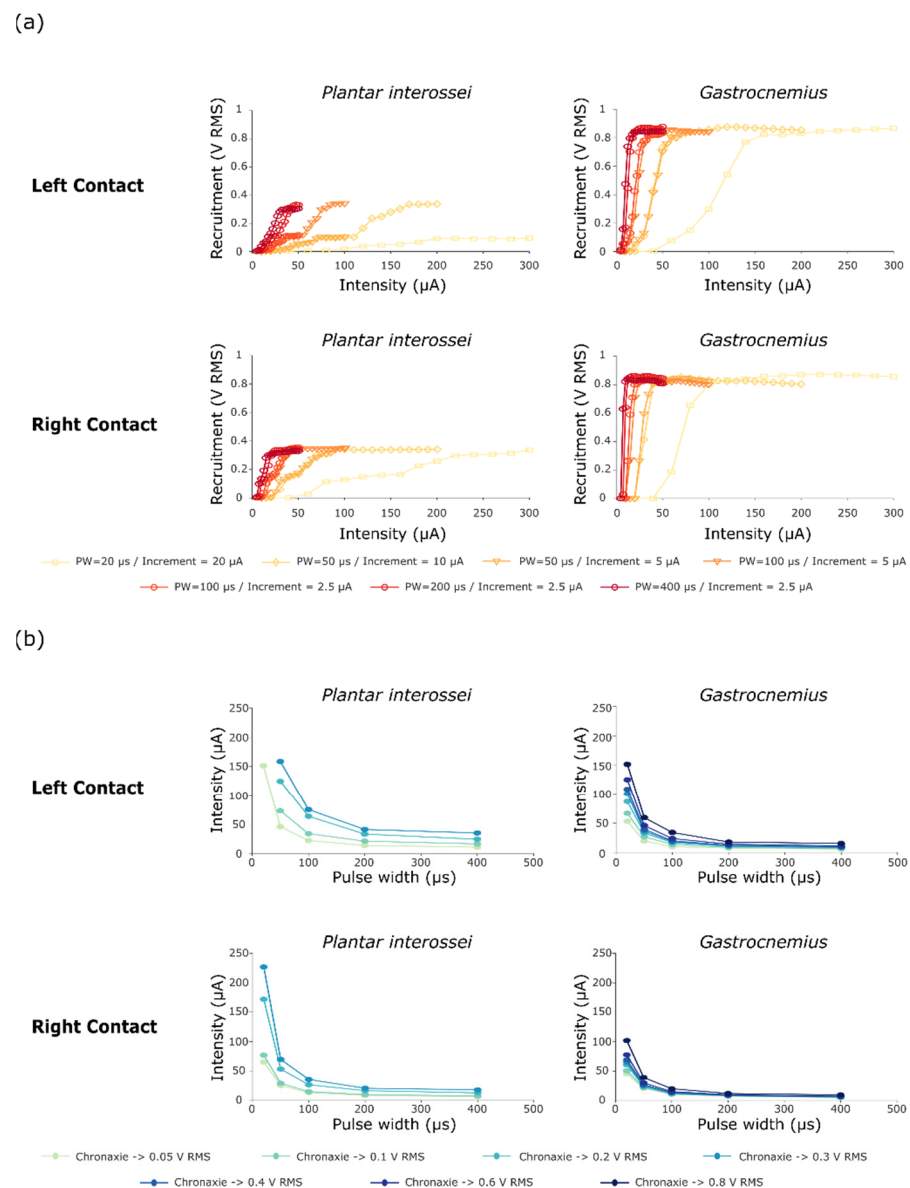 (a)
Plantar interossei
Gastrocnemius
Left Contact
Recruitment (V RMS)
1
0.8
0.6
0.4
0.2
0
0 50 100 150 200 250 300
Intensity (µA)
Recruitment (V RMS)
1
0.8
0.6
0.4
0.2
0
0 50 100 150 200 250 300
Intensity (µA)
Plantar interossei
Gastrocnemius
Right Contact
Recruitment (V RMS)
1
0.8
0.6
0.4
0.2
0
0 50 100 150 200 250 300
Intensity (µA)
Recruitment (V RMS)
1
0.8
0.6
0.4
0.2
0
0 50 100 150 200 250 300
Intensity (µA)
PW=20 µs / Increment = 20 µA PW=50 µs / Increment = 10 µA PW=50 µs / Increment = 5 µA PW=100 µs / Increment = 5 µA
PW=100 µs / Increment = 2.5 µA PW=200 µs / Increment = 2.5 µA PW=400 µs / Increment = 2.5 µA
(b)
Plantar interossei
Gastrocnemius
Left Contact
Intensity (µA)
250
200
150
100
50
0
0 100 200 300 400 500
Pulse width (µs)
Intensity (µA)
250
200
150
100
50
0
0 100 200 300 400 500
Pulse width (µs)
Plantar interossei
Gastrocnemius
Right Contact
Intensity (µA)
250
200
150
100
50
0
0 100 200 300 400 500
Pulse width (µs)
Intensity (µA)
250
200
150
100
50
0
0 100 200 300 400 500
Pulse width (µs)
Chronaxie -> 0.05 V RMS Chronaxie -> 0.1 V RMS Chronaxie -> 0.2 V RMS Chronaxie -> 0.3 V RMS
Chronaxie -> 0.4 V RMS Chronaxie -> 0.6 V RMS Chronaxie -> 0.8 V RMS